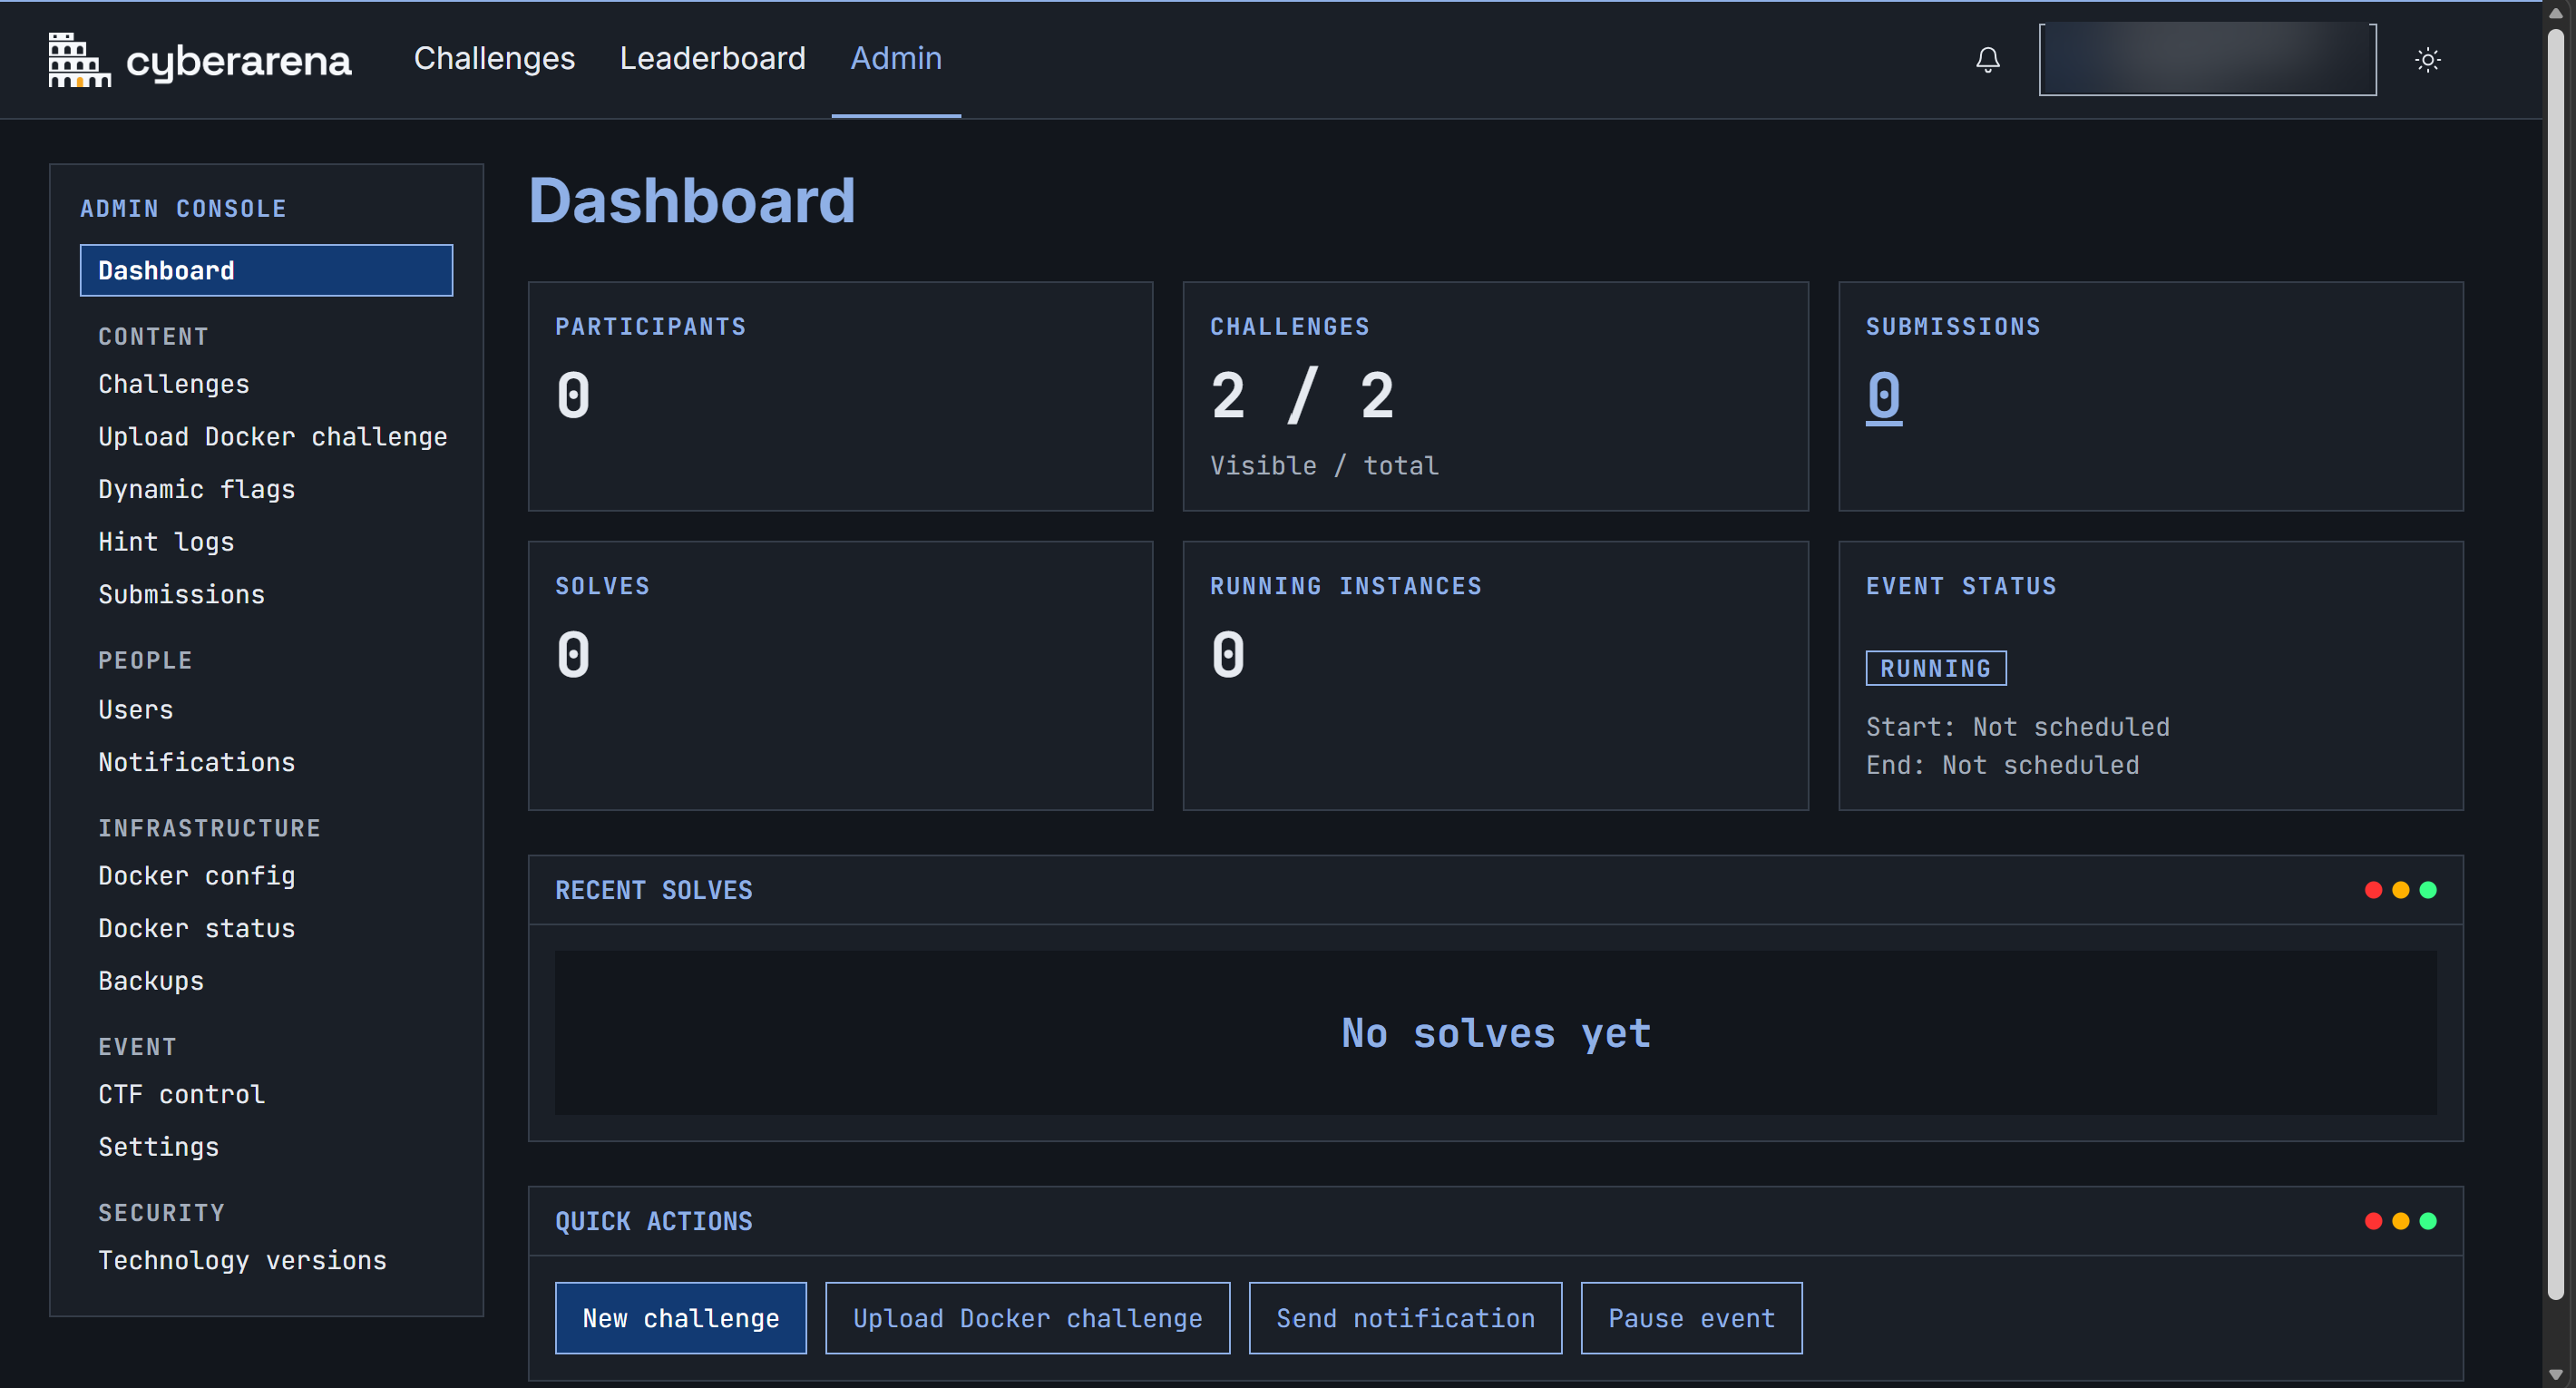 cyberarena
Challenges
Leaderboard
Admin
ADMIN CONSOLE
Dashboard
CONTENT
Challenges
Upload Docker challenge
Dynamic flags
Hint logs
Submissions
PEOPLE
Users
Notifications
INFRASTRUCTURE
Docker config
Docker status
Backups
EVENT
CTF control
Settings
SECURITY
Technology versions
Dashboard
PARTICIPANTS
0
CHALLENGES
2 / 2
Visible / total
SUBMISSIONS
0
SOLVES
0
RUNNING INSTANCES
0
EVENT STATUS
RUNNING
Start: Not scheduled
End: Not scheduled
RECENT SOLVES
No solves yet
QUICK ACTIONS
New challenge
Upload Docker challenge
Send notification
Pause event